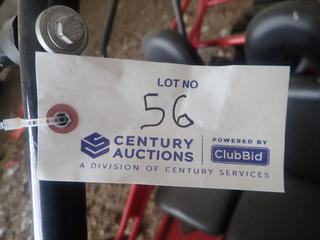 LOT NO
56
CENTURY AUCTIONS
POWERED BY
ClubBid
A DIVISION OF CENTURY SERVICES